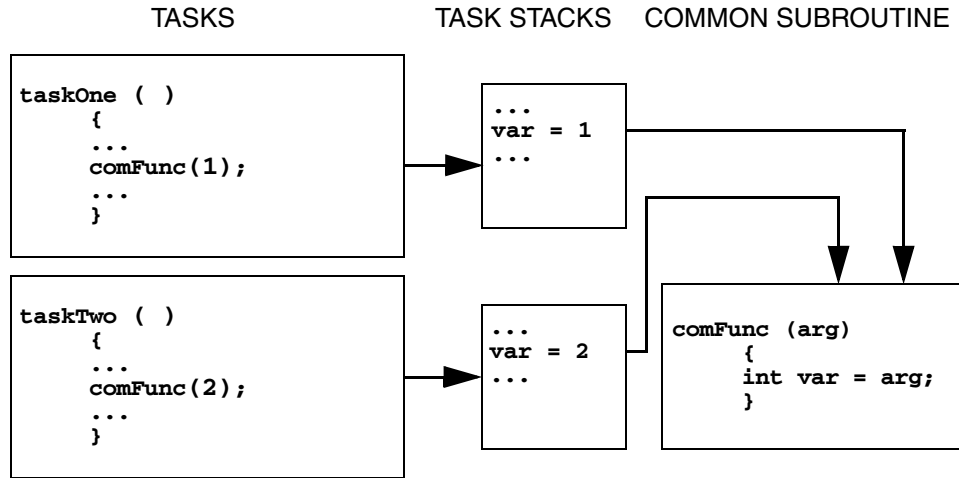 TASKS
TASK STACKS
COMMON SUBROUTINE
taskOne ( )
{
...
comFunc(1);
...
}
...
var = 1
...
taskTwo ( )
{
...
comFunc(2);
...
}
...
var = 2
...
comFunc (arg)
{
int var = arg;
}